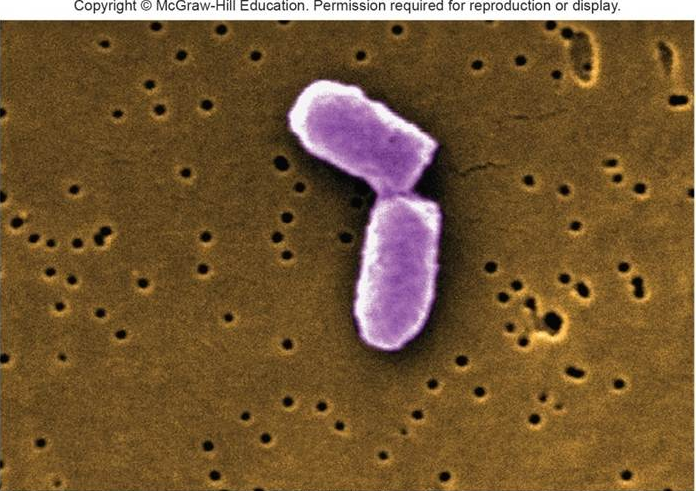 Copyright © McGraw-Hill Education. Permission required for reproduction or display.